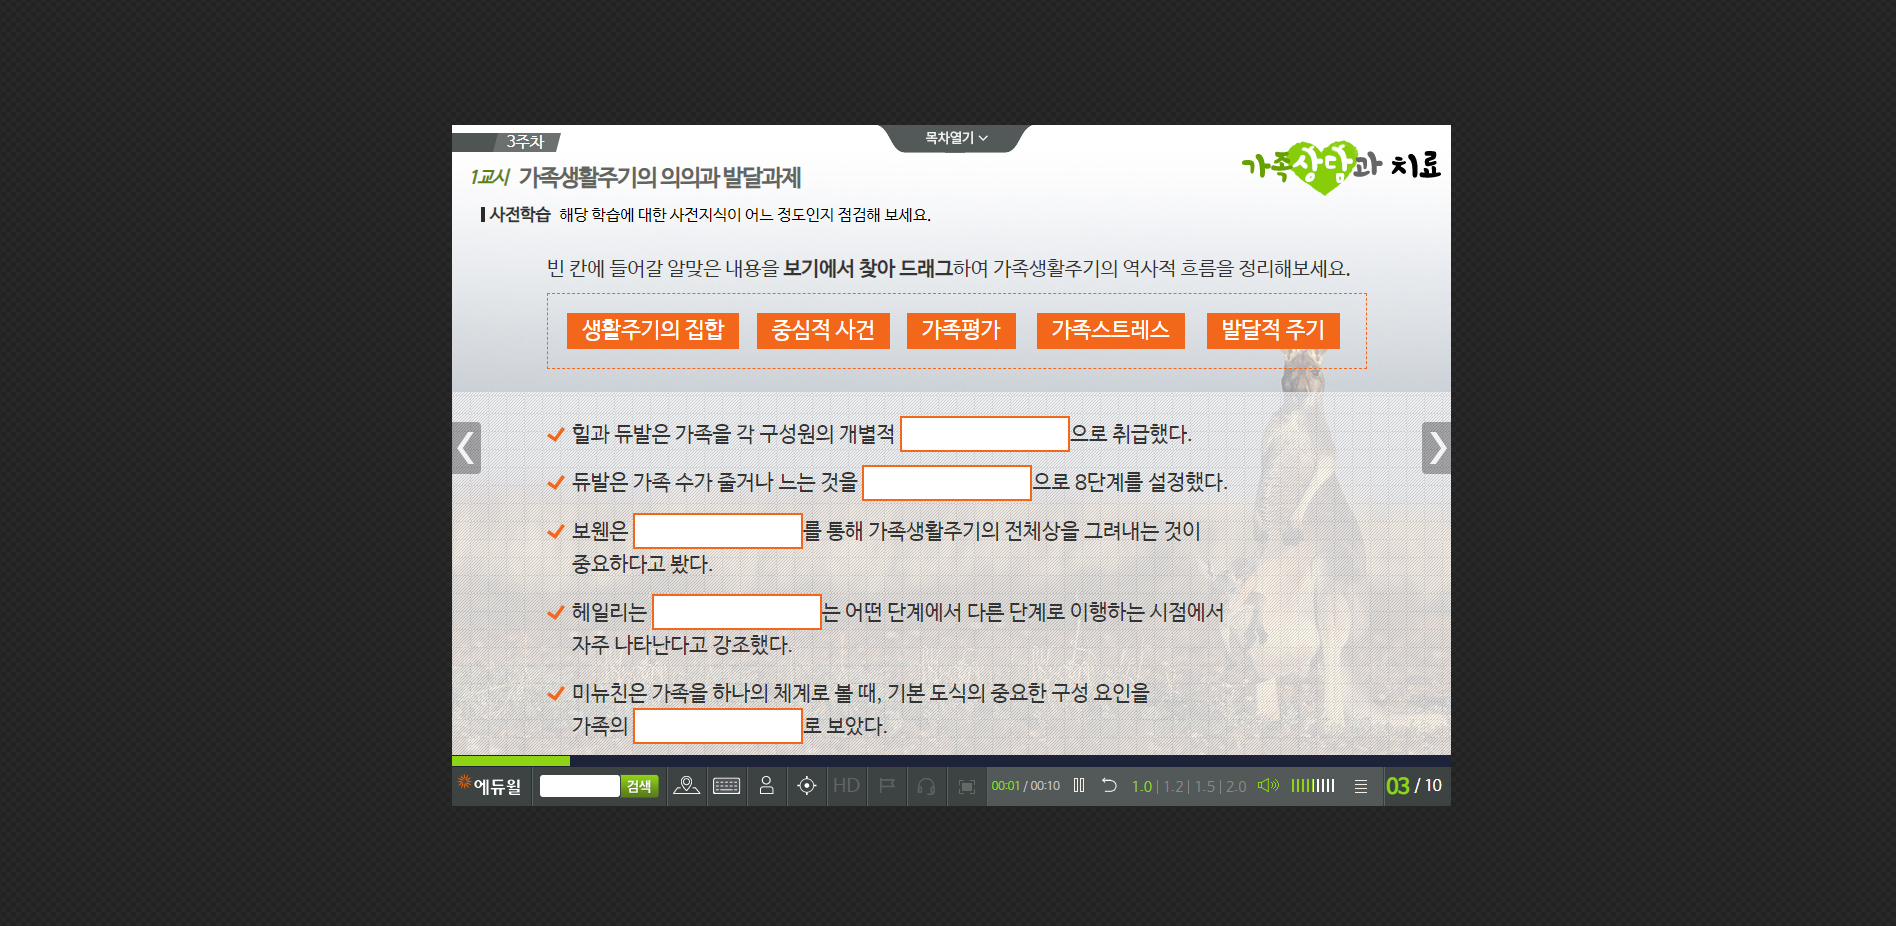 3주차
목차열기
가족상담과 치료
1교시 가족생활주기의 의의과 발달과제
사전학습 해당 학습에 대한 사전지식이 어느 정도인지 점검해 보세요.
빈 칸에 들어갈 알맞은 내용을 보기에서 찾아 드래그하여 가족생활주기의 역사적 흐름을 정리해보세요.
생활주기의 집합 중심적 사건 가족평가 가족스트레스 발달적 주기
힐과 듀발은 가족을 각 구성원의 개별적 으로 취급했다.
듀발은 가족 수가 줄거나 느는 것을 으로 8단계를 설정했다.
보웬은 를 통해 가족생활주기의 전체상을 그려내는 것이
중요하다고 봤다.
헤일리는 는 어떤 단계에서 다른 단계로 이행하는 시점에서
자주 나타난다고 강조했다.
미뉴친은 가족을 하나의 체계로 볼 때, 기본 도식의 중요한 구성 요인을
가족의 로 보았다.
에듀윌 검색 HD 00:01 / 00:10 1.0 | 1.2 | 1.5 | 2.0 03 / 10